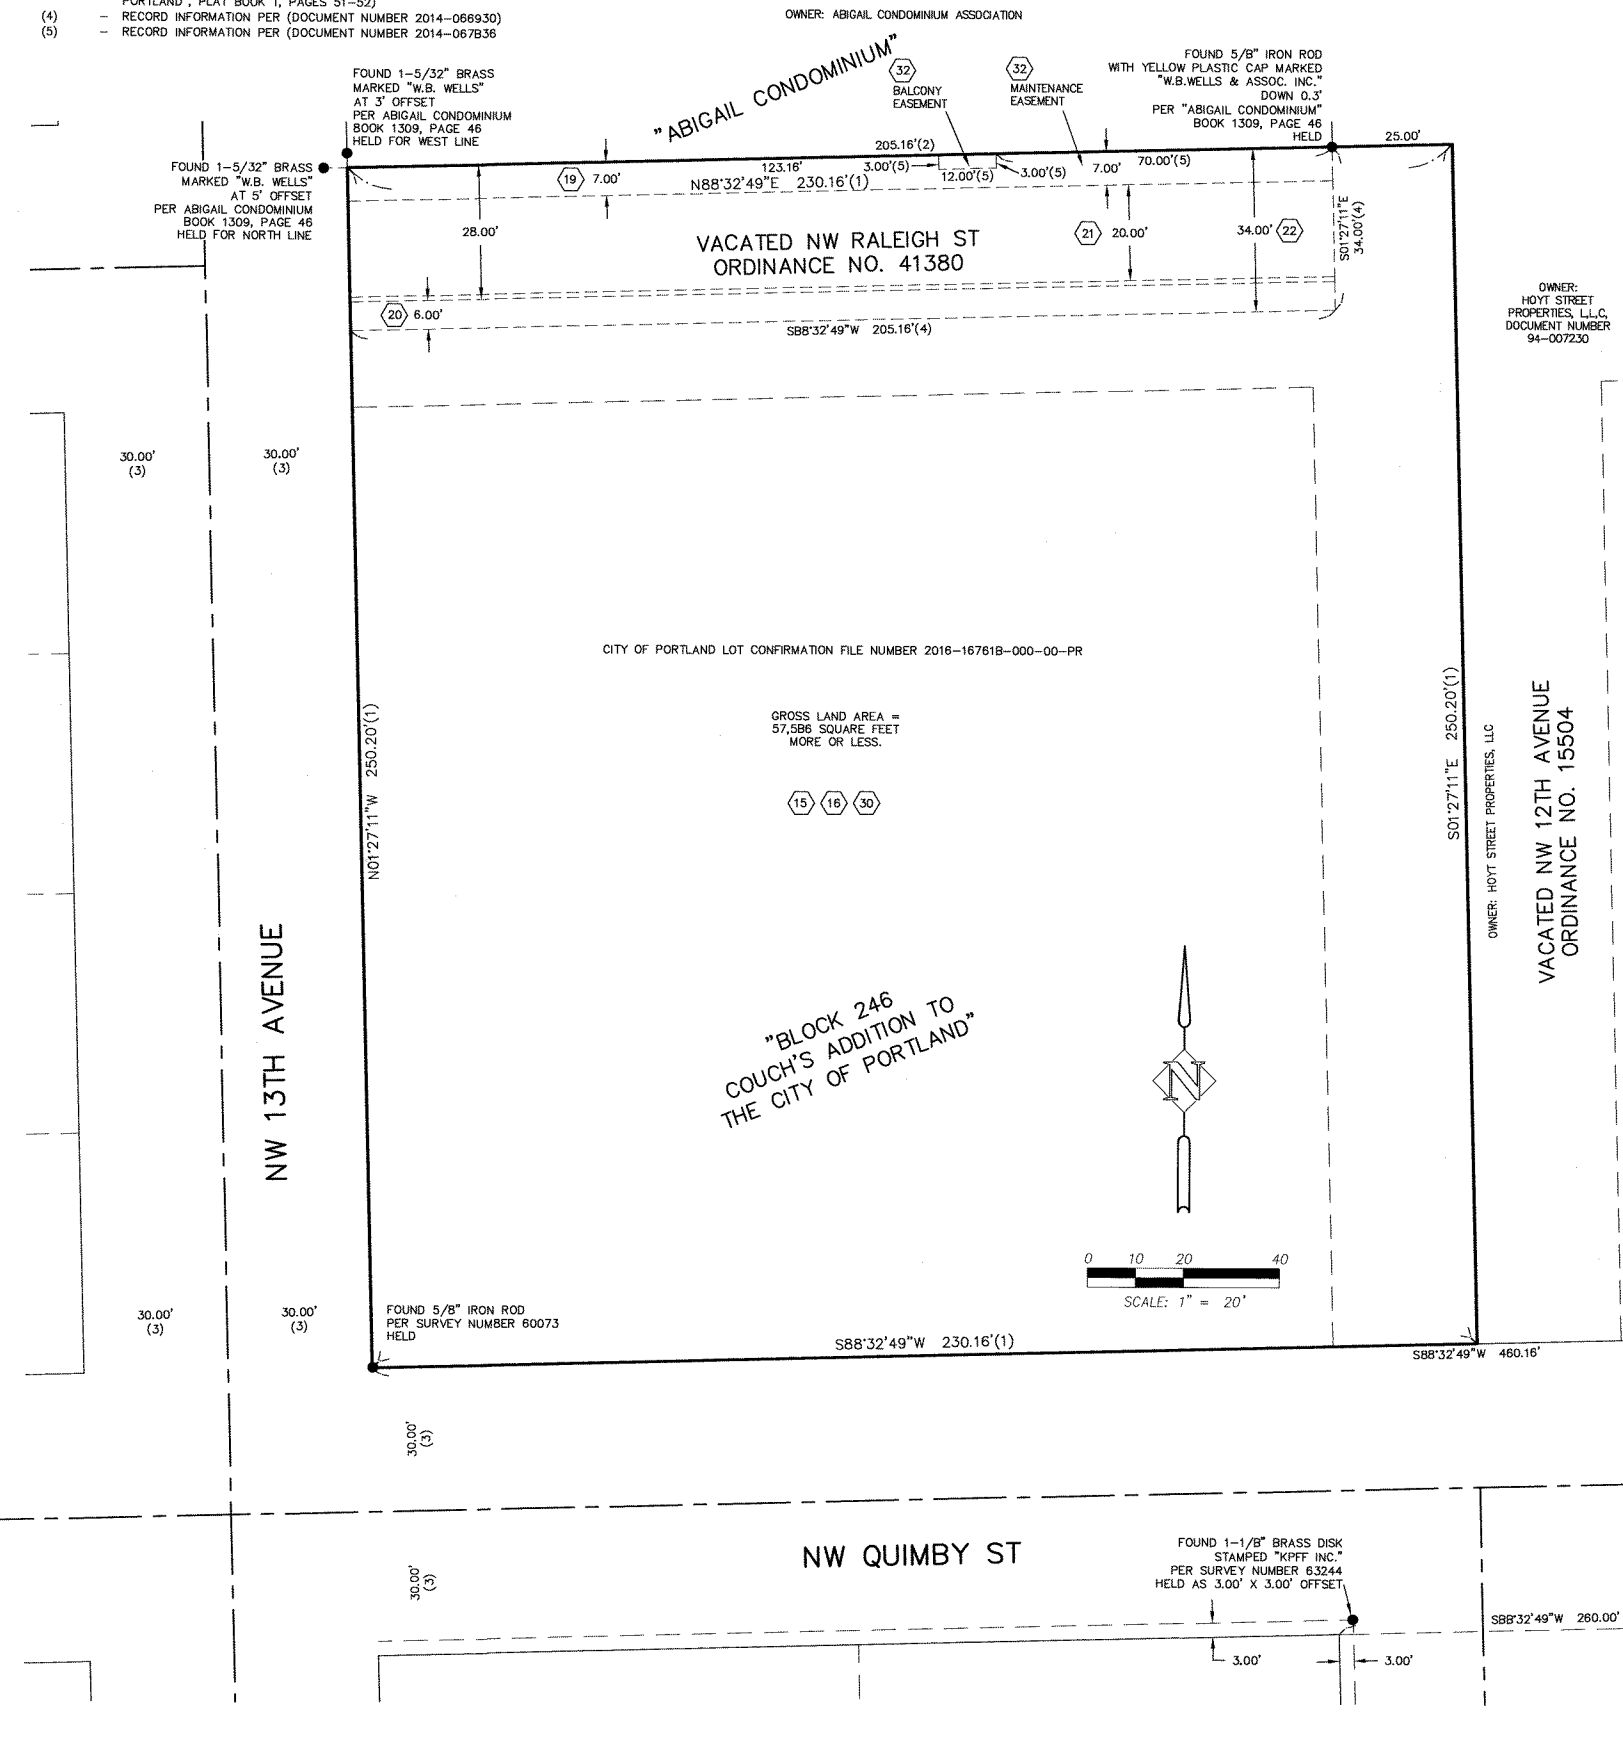 PORTLAND", PLAT BOOK 1, PAGES 51-52)
(4) - RECORD INFORMATION PER (DOCUMENT NUMBER 2014-066930)
(5) - RECORD INFORMATION PER (DOCUMENT NUMBER 2014-067836
OWNER: ABIGAIL CONDOMINIUM ASSOCIATION
"ABIGAIL CONDOMINIUM"
FOUND 1-5/32" BRASS
MARKED "W.B. WELLS"
AT 3' OFFSET
PER ABIGAIL CONDOMINIUM
BOOK 1309, PAGE 46
HELD FOR WEST LINE
32
BALCONY
EASEMENT
32
MAINTENANCE
EASEMENT
FOUND 5/8" IRON ROD
WITH YELLOW PLASTIC CAP MARKED
"W.B.WELLS & ASSOC. INC."
DOWN 0.3'
PER "ABIGAIL CONDOMINIUM"
BOOK 1309, PAGE 46
HELD
25.00'
FOUND 1-5/32" BRASS
MARKED "W.B. WELLS"
AT 5' OFFSET
PER ABIGAIL CONDOMINIUM
BOOK 1309, PAGE 46
HELD FOR NORTH LINE
205.16'(2)
123.16'
3.00'(5)
12.00'(5)
3.00'(5)
7.00'
70.00'(5)
19 7.00'
N88°32'49"E 230.16'(1)
28.00'
VACATED NW RALEIGH ST
ORDINANCE NO. 41380
21 20.00'
34.00' 22
S01°27'11"E
34.00'(4)
20 6.00'
S88°32'49"W 205.16'(4)
OWNER:
HOYT STREET
PROPERTIES, L.L.C,
DOCUMENT NUMBER
94-007230
30.00'
(3)
30.00'
(3)
CITY OF PORTLAND LOT CONFIRMATION FILE NUMBER 2016-167618-000-00-PR
GROSS LAND AREA =
57,586 SQUARE FEET
MORE OR LESS.
15 16 30
N01°27'11"W 250.20'(1)
S01°27'11"E 250.20'(1)
OWNER: HOYT STREET PROPERTIES, LLC
VACATED NW 12TH AVENUE
ORDINANCE NO. 15504
NW 13TH AVENUE
"BLOCK 246
COUCH'S ADDITION TO
THE CITY OF PORTLAND"
N
0 10 20 40
SCALE: 1" = 20'
30.00'
(3)
30.00'
(3)
FOUND 5/8" IRON ROD
PER SURVEY NUMBER 60073
HELD
S88°32'49"W 230.16'(1)
S88°32'49"W 460.16'
30.00'
(3)
NW QUIMBY ST
30.00'
(3)
FOUND 1-1/8" BRASS DISK
STAMPED "KPFF INC."
PER SURVEY NUMBER 63244
HELD AS 3.00' X 3.00' OFFSET
S88°32'49"W 260.00'
3.00'
3.00'